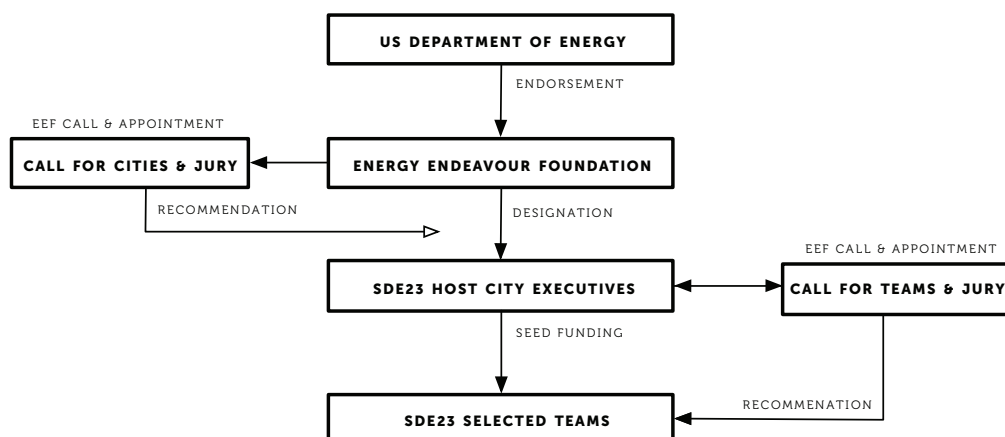 US DEPARTMENT OF ENERGY
ENDORSEMENT
EEF CALL & APPOINTMENT
CALL FOR CITIES & JURY
ENERGY ENDEAVOUR FOUNDATION
RECOMMENDATION
DESIGNATION
EEF CALL & APPOINTMENT
SDE23 HOST CITY EXECUTIVES
CALL FOR TEAMS & JURY
SEED FUNDING
RECOMMENATION
SDE23 SELECTED TEAMS